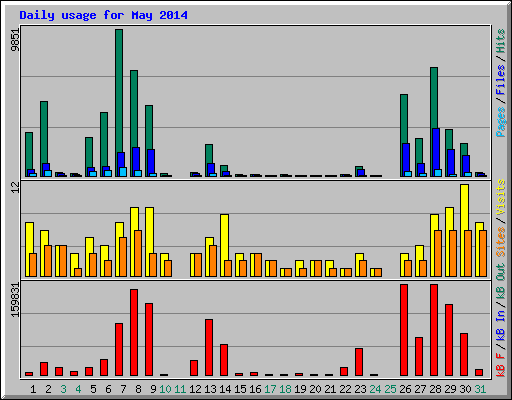 Daily usage for May 2014
9851
Pages / Files / Hits
12
Sites / Visits
159831
kB F / kB In / kB Out
1 2 3 4 5 6 7 8 9 10 11 12 13 14 15 16 17 18 19 20 21 22 23 24 25 26 27 28 29 30 31